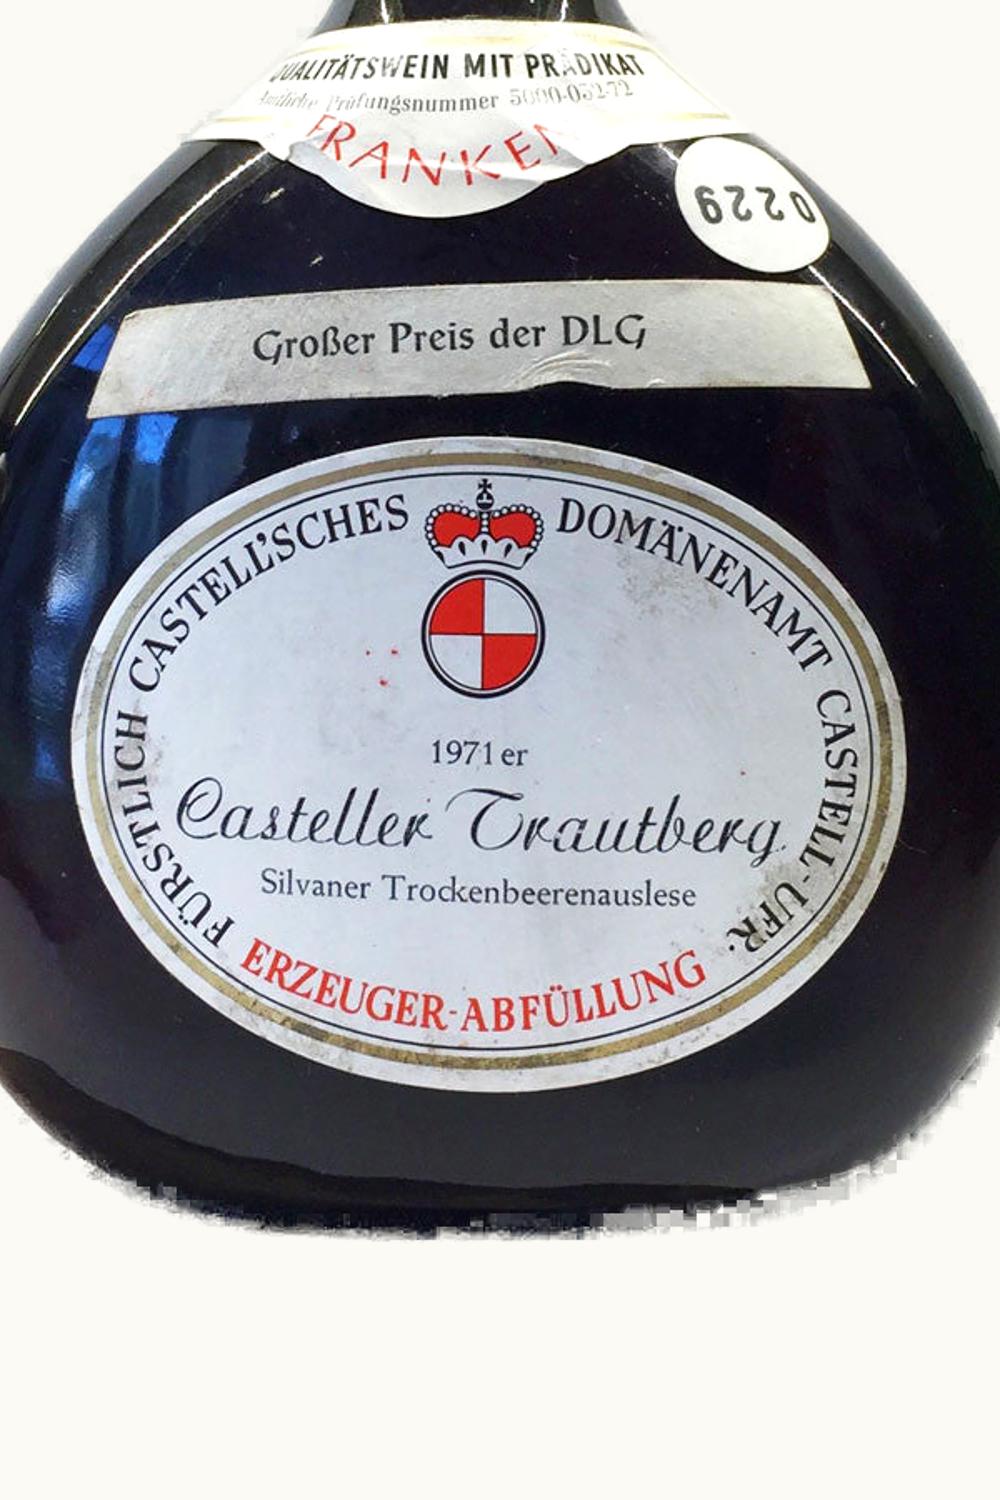 QUALITÄTSWEIN MIT PRÄDIKAT
Amtliche Prüfungsnummer 5000-052-72
FRANKEN
0229
Großer Preis der DLG
FÜRSTLICH CASTELL'SCHES DOMÄNENAMT CASTELL-UFR.
1971er
Casteller Trautberg
Silvaner Trockenbeerenauslese
ERZEUGER-ABFÜLLUNG